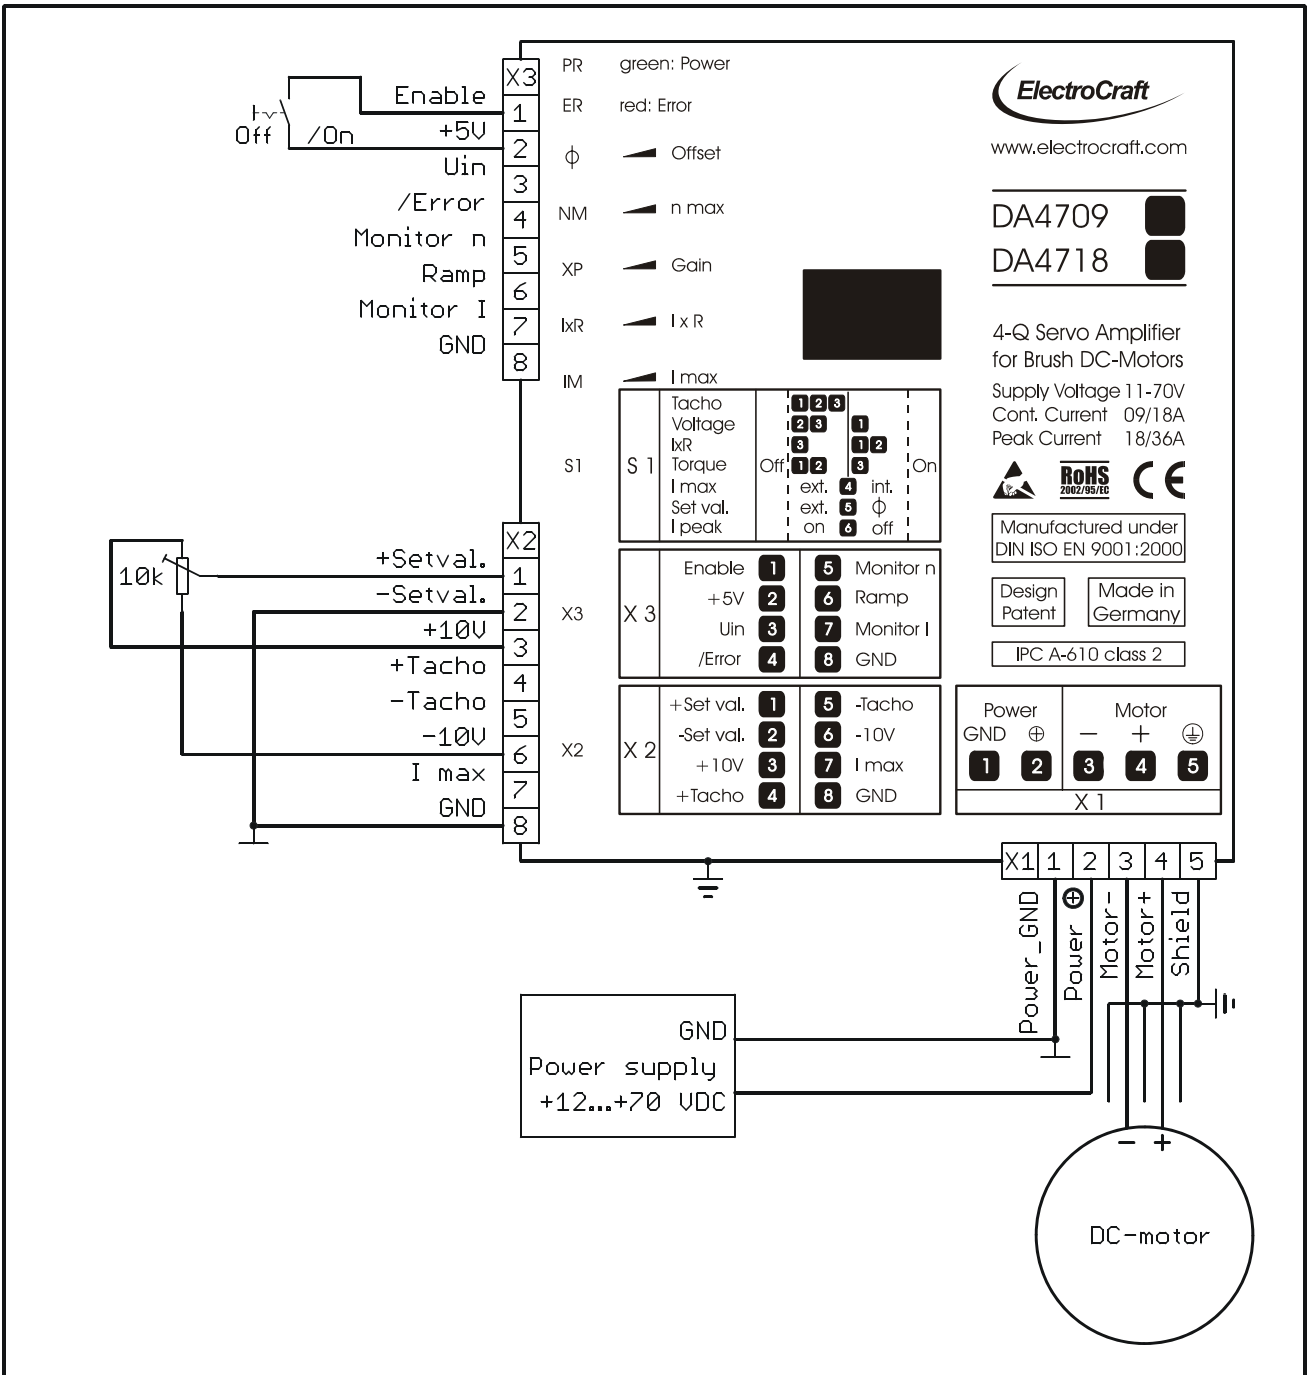 X3
Enable 1
+5V 2
Uin 3
/Error 4
Monitor n 5
Ramp 6
Monitor I 7
GND 8
Off /On
PR green: Power
ER red: Error
ϕ Offset
NM n max
XP Gain
IxR I x R
IM I max
S1
S 1
Tacho 1 2 3
Voltage 2 3 1
IxR 3 1 2
Torque Off 1 2 3 On
I max ext. 4 int.
Set val. ext. 5 ϕ
I peak on 6 off
ElectroCraft
www.electrocraft.com
DA4709
DA4718
4-Q Servo Amplifier
for Brush DC-Motors
Supply Voltage 11-70V
Cont. Current 09/18A
Peak Current 18/36A
RoHS
2002/95/EC
CE
Manufactured under
DIN ISO EN 9001:2000
Design
Patent
Made in
Germany
IPC A-610 class 2
X2
+Setval. 1
-Setval. 2
+10V 3
+Tacho 4
-Tacho 5
-10V 6
I max 7
GND 8
10k
X3
X 3
Enable 1 5 Monitor n
+5V 2 6 Ramp
Uin 3 7 Monitor I
/Error 4 8 GND
X2
X 2
+Set val. 1 5 -Tacho
-Set val. 2 6 -10V
+10V 3 7 I max
+Tacho 4 8 GND
Power Motor
GND ⊕ − +
1 2 3 4 5
X 1
X1 1 2 3 4 5
Power_GND
Power ⊕
Motor-
Motor+
Shield
GND
Power supply
+12...+70 VDC
- +
DC-motor